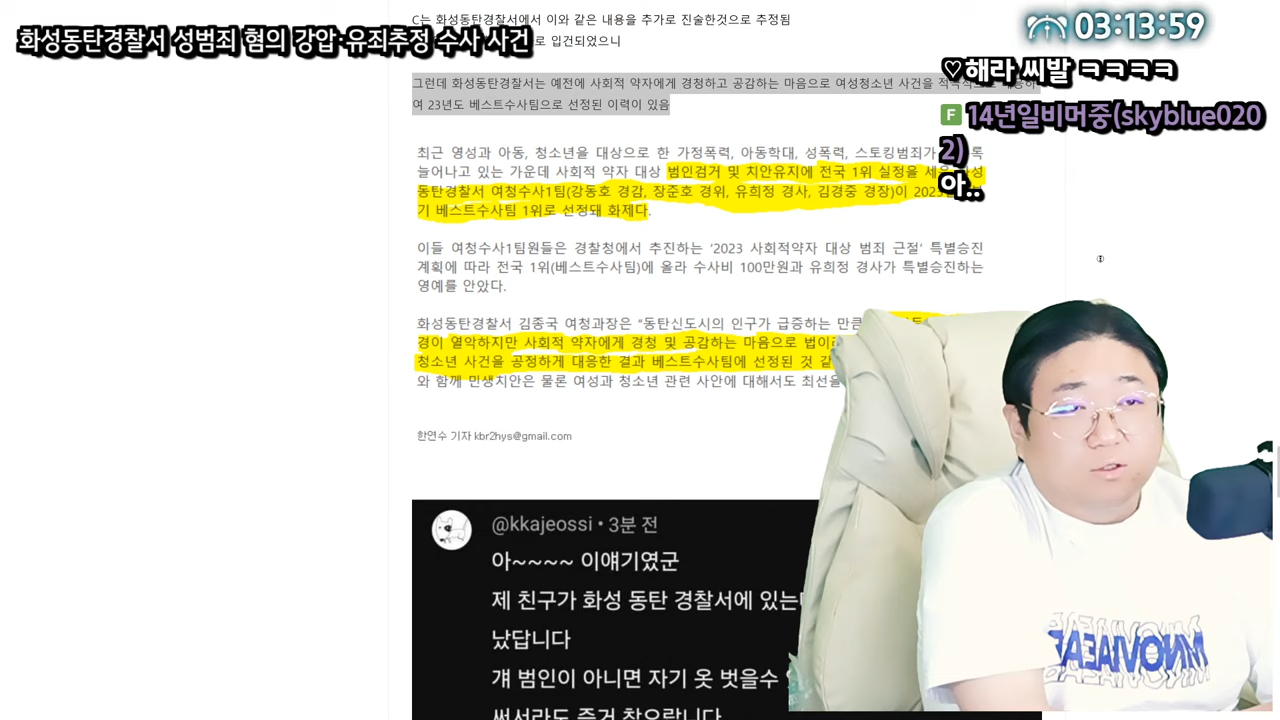 C는 화성동탄경찰서에서 이와 같은 내용을 추가로 진술한것으로 추정됨
화성동탄경찰서 성범죄 혐의 강압·유죄추정 수사 사건
로 입건되었으니
03:13:59
♡해라 씨발 ㅋㅋㅋㅋ
F 14년일비머중(skyblue020
2)
아..
그런데 화성동탄경찰서는 예전에 사회적 약자에게 경청하고 공감하는 마음으로 여성청소년 사건을
여 23년도 베스트수사팀으로 선정된 이력이 있음
최근 영성과 아동, 청소년을 대상으로 한 가정폭력, 아동학대, 성폭력, 스토킹범죄가 록
늘어나고 있는 가운데 사회적 약자 대상 범인검거 및 치안유지에 전국 1위 실정을
동탄경찰서 여청수사1팀(강동호 경감, 장준호 경위, 유희정 경사, 김경중 경장)이
기 베스트수사팀 1위로 선정돼 화제다.
이들 여청수사1팀원들은 경찰청에서 추진하는 ‘2023 사회적약자 대상 범죄 근절’ 특별승진
계획에 따라 전국 1위(베스트수사팀)에 올라 수사비 100만원과 유희정 경사가 특별승진하는
영예를 안았다.
화성동탄경찰서 김종국 여청과장은 “동탄신도시의 인구가 급증하는 만큼
경이 열악하지만 사회적 약자에게 경청 및 공감하는 마음으로
청소년 사건을 공정하게 대응한 결과 베스트수사팀에 선정된 것
와 함께 민생치안은 물론 여성과 청소년 관련 사안에 대해서도
한연수 기자 kbr2hys@gmail.com
@kkajeossi • 3분 전
아~~~~ 이얘기였군
제 친구가 화성 동탄 경찰서에
났답니다
걔 범인이 아니면 자기 옷 벗을수
써서라도 증거 찾으랍니다